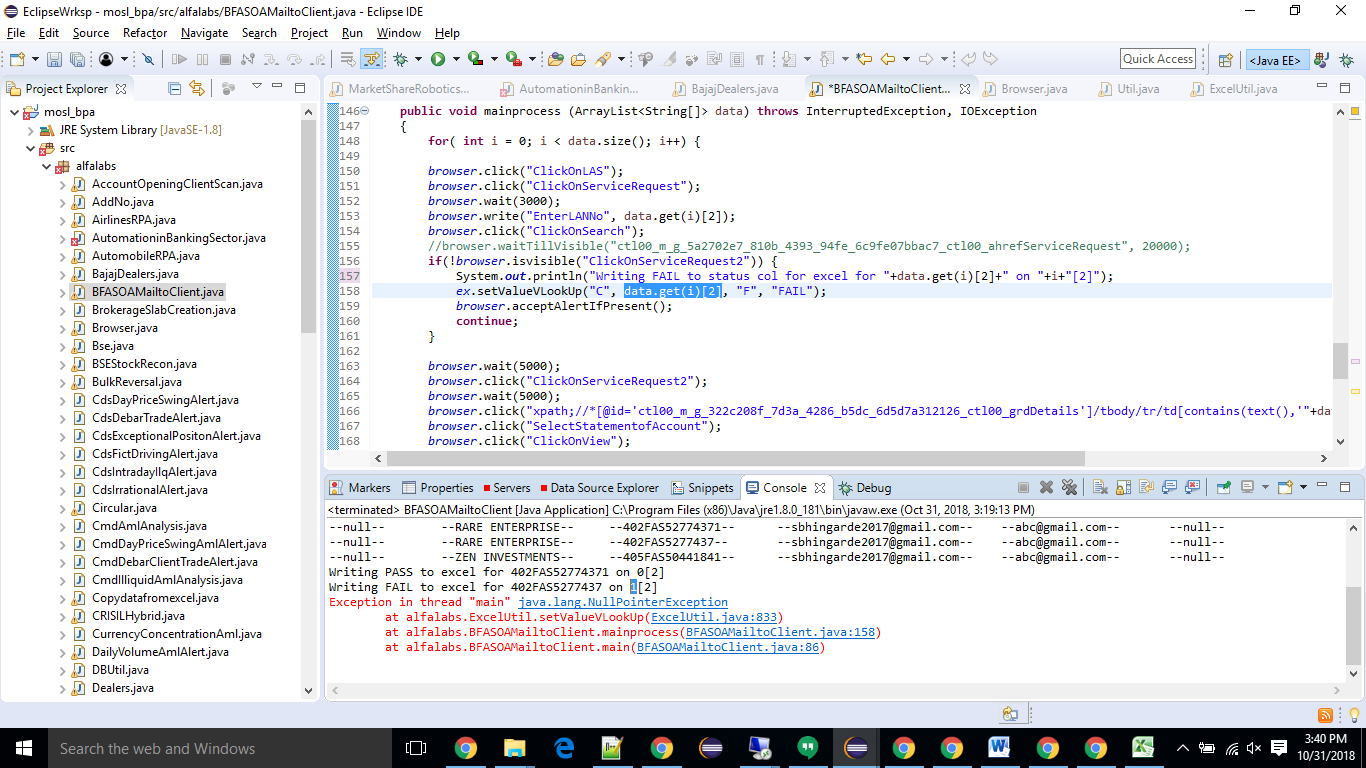 EclipseWrksp - mosl_bpa/src/alfalabs/BFASOAMailtoClient.java - Eclipse IDE
File Edit Source Refactor Navigate Search Project Run Window Help
Quick Access
<Java EE>
Project Explorer
mosl_bpa
JRE System Library [JavaSE-1.8]
src
alfalabs
AccountOpeningClientScan.java
AddNo.java
AirlinesRPA.java
AutomationinBankingSector.java
AutomobileRPA.java
BajajDealers.java
BFASOAMailtoClient.java
BrokerageSlabCreation.java
Browser.java
Bse.java
BSEStockRecon.java
BulkReversal.java
CdsDayPriceSwingAlert.java
CdsDebarTradeAlert.java
CdsExceptionalPositonAlert.java
CdsFictDrivingAlert.java
CdsIntradayIlqAlert.java
CdsIrrationalAlert.java
Circular.java
CmdAmlAnalysis.java
CmdDayPriceSwingAmlAlert.java
CmdDebarClientTradeAlert.java
CmdIlliquidAmlAnalysis.java
Copydatafromexcel.java
CRISILHybrid.java
CurrencyConcentrationAml.java
DailyVolumeAmlAlert.java
DBUtil.java
Dealers.java
MarketShareRobotics... AutomationinBankin... BajajDealers.java *BFASOAMailtoClient... Browser.java Util.java ExcelUtil.java
146 public void mainprocess (ArrayList<String[]> data) throws InterruptedException, IOException
147 {
148 for( int i = 0; i < data.size(); i++) {
149
150 browser.click("ClickOnLAS");
151 browser.click("ClickOnServiceRequest");
152 browser.wait(3000);
153 browser.write("EnterLANNo", data.get(i)[2]);
154 browser.click("ClickOnSearch");
155 //browser.waitTillVisible("ctl00_m_g_5a2702e7_810b_4393_94fe_6c9fe07bbac7_ctl00_ahrefServiceRequest", 20000);
156 if(!browser.isvisible("ClickOnServiceRequest2")) {
157 System.out.println("Writing FAIL to status col for excel for "+data.get(i)[2]+" on "+i+"[2]");
158 ex.setValueVLookUp("C", data.get(i)[2], "F", "FAIL");
159 browser.acceptAlertIfPresent();
160 continue;
161 }
162
163 browser.wait(5000);
164 browser.click("ClickOnServiceRequest2");
165 browser.wait(5000);
166 browser.click("xpath;//*[@id='ctl00_m_g_322c208f_7d3a_4286_b5dc_6d5d7a312126_ctl00_grdDetails']/tbody/tr/td[contains(text(),'"+da
167 browser.click("SelectStatementofAccount");
168 browser.click("ClickOnView");
Markers Properties Servers Data Source Explorer Snippets Console Debug
<terminated> BFASOAMailtoClient [Java Application] C:\Program Files (x86)\Java\jre1.8.0_181\bin\javaw.exe (Oct 31, 2018, 3:19:13 PM)
--null-- --RARE ENTERPRISE-- --402FAS52774371-- --sbhingarde2017@gmail.com-- --abc@gmail.com-- --null--
--null-- --RARE ENTERPRISE-- --402FAS5277437-- --sbhingarde2017@gmail.com-- --abc@gmail.com-- --null--
--null-- --ZEN INVESTMENTS-- --405FAS50441841-- --sbhingarde2017@gmail.com-- --abc@gmail.com-- --null--
Writing PASS to excel for 402FAS52774371 on 0[2]
Writing FAIL to excel for 402FAS5277437 on 1[2]
Exception in thread "main" java.lang.NullPointerException
at alfalabs.ExcelUtil.setValueVLookUp(ExcelUtil.java:833)
at alfalabs.BFASOAMailtoClient.mainprocess(BFASOAMailtoClient.java:158)
at alfalabs.BFASOAMailtoClient.main(BFASOAMailtoClient.java:86)
Search the web and Windows
3:40 PM
10/31/2018